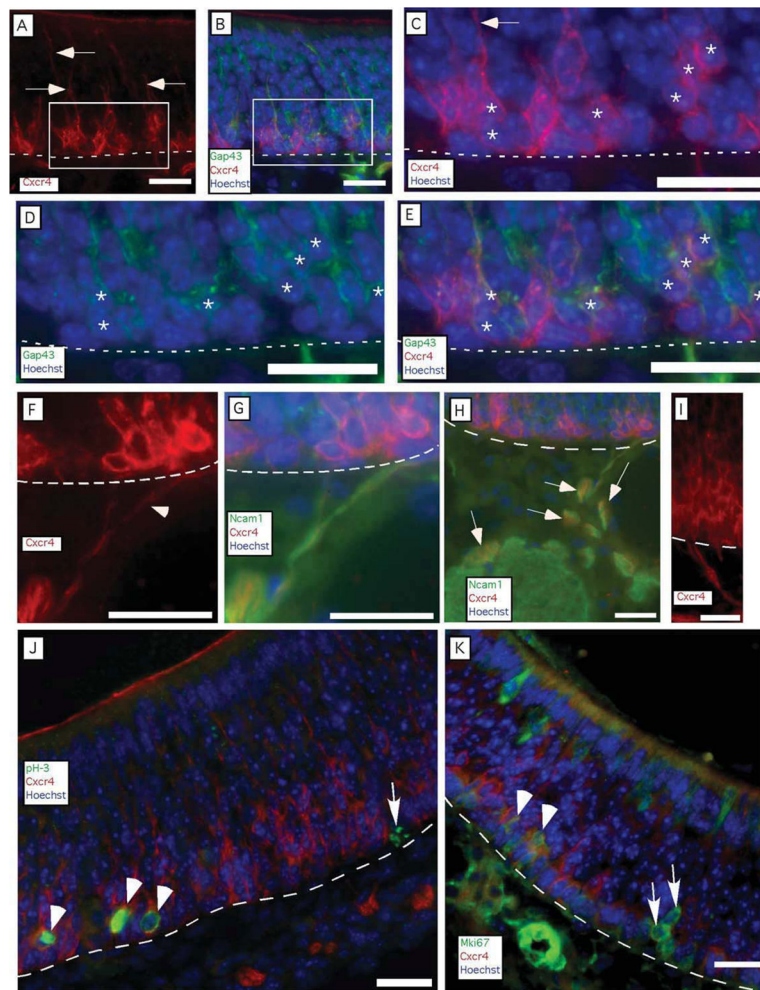 A
Cxcr4
B
Gap43
Cxcr4
Hoechst
C
Cxcr4
Hoechst
D
Gap43
Hoechst
E
Gap43
Cxcr4
Hoechst
F
Cxcr4
G
Ncam1
Cxcr4
Hoechst
H
Ncam1
Cxcr4
Hoechst
I
Cxcr4
J
pH-3
Cxcr4
Hoechst
K
Mki67
Cxcr4
Hoechst